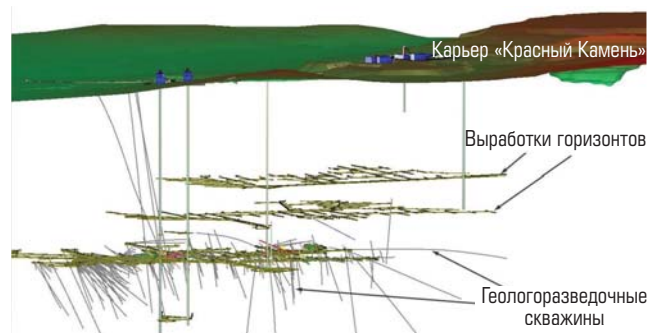 Карьер «Красный Камень»
Выработки горизонтов
Геологоразведочные
скважины